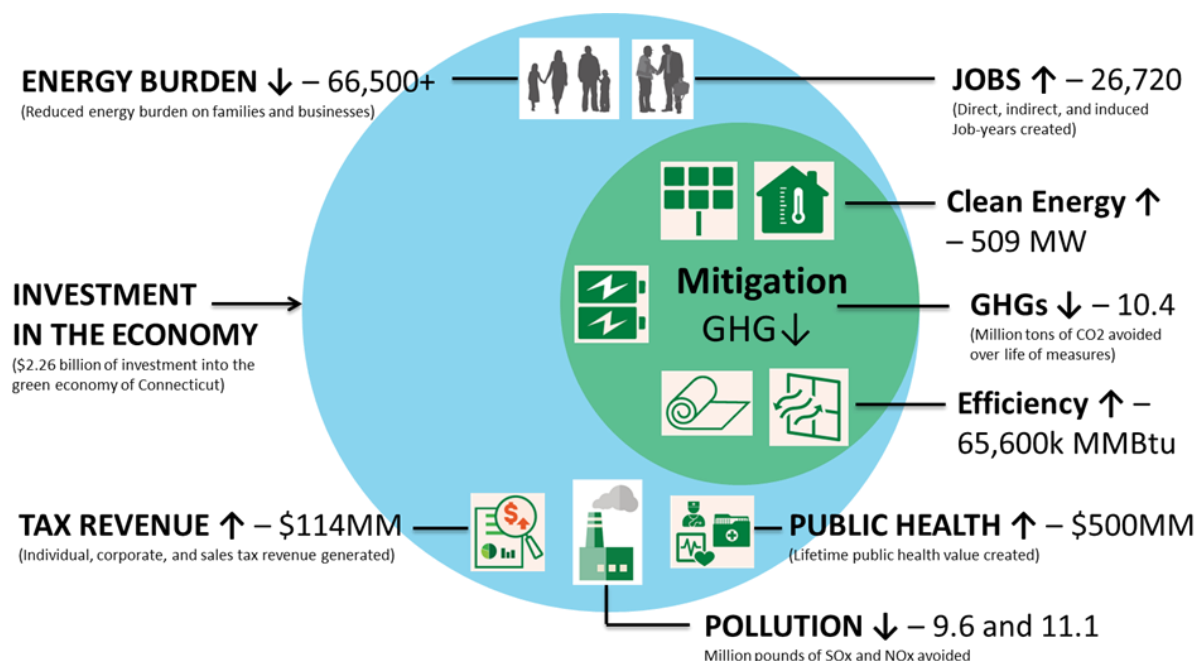 ENERGY BURDEN ↓ – 66,500+
(Reduced energy burden on families and businesses)
JOBS ↑ – 26,720
(Direct, indirect, and induced
Job-years created)
Clean Energy ↑
– 509 MW
INVESTMENT
IN THE ECONOMY
($2.26 billion of investment into the
green economy of Connecticut)
Mitigation
GHG ↓
GHGs ↓ – 10.4
(Million tons of CO2 avoided
over life of measures)
Efficiency ↑ –
65,600k MMBtu
TAX REVENUE ↑ – $114MM
(Individual, corporate, and sales tax revenue generated)
$
PUBLIC HEALTH ↑ – $500MM
(Lifetime public health value created)
POLLUTION ↓ – 9.6 and 11.1
Million pounds of SOx and NOx avoided